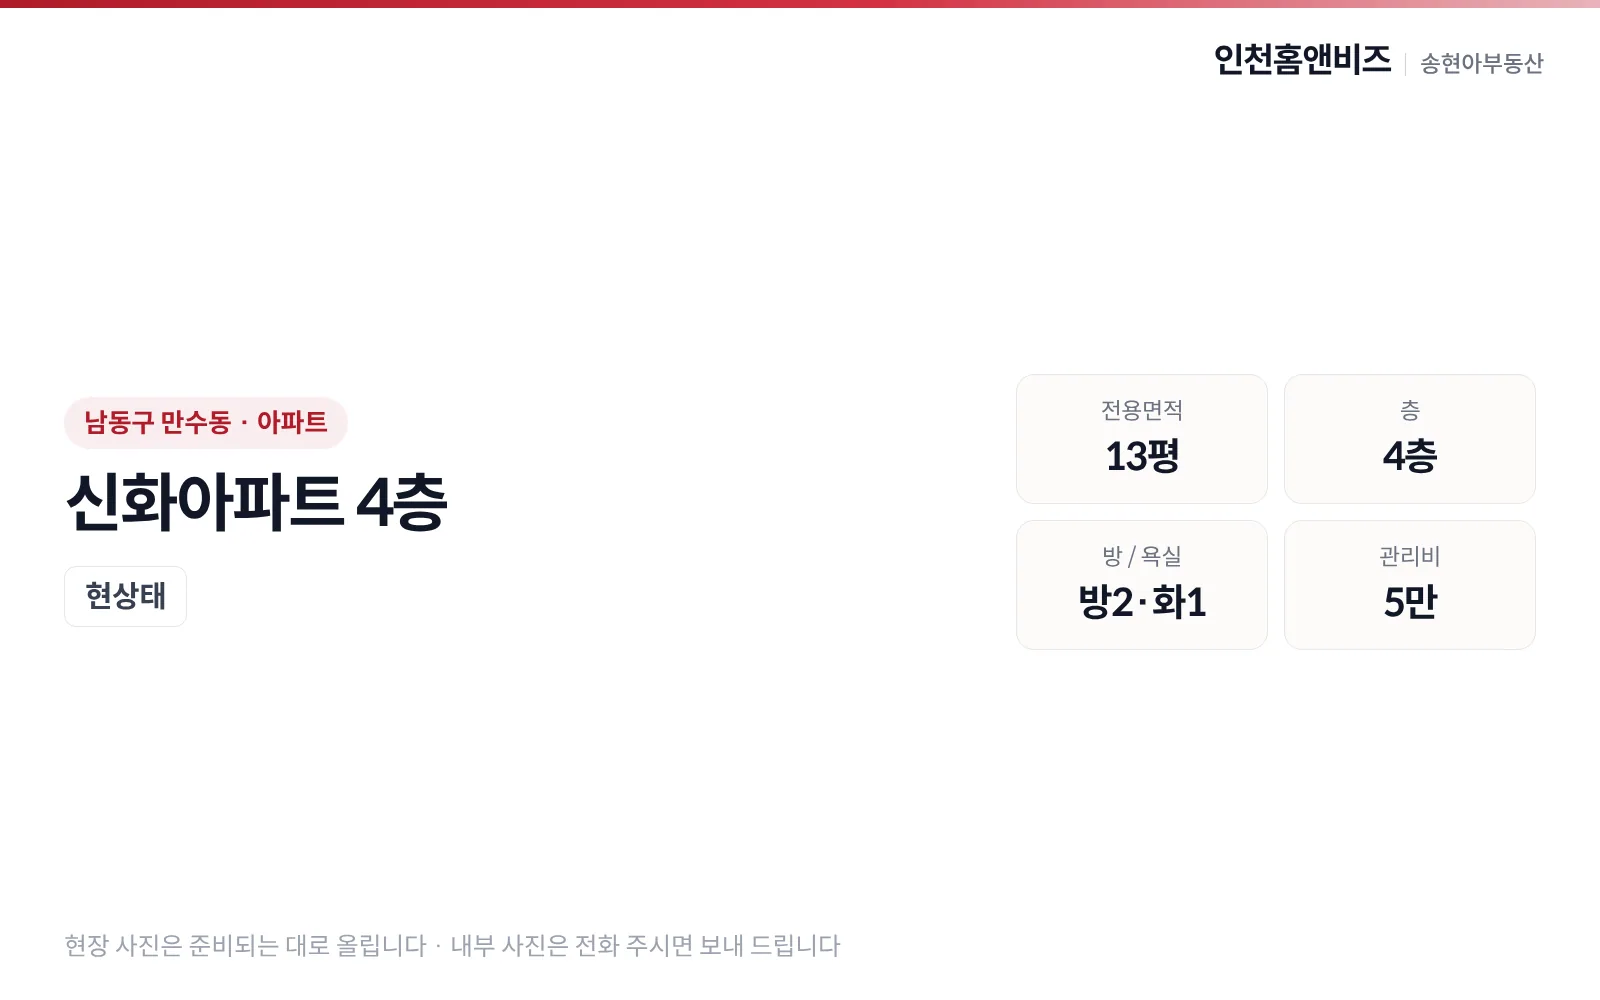 인천홈앤비즈 | 송현아부동산
남동구 만수동 · 아파트
신화아파트 4층
현상태
전용면적
13평
층
4층
방 / 욕실
방2 · 화1
관리비
5만
현장 사진은 준비되는 대로 올립니다 · 내부 사진은 전화 주시면 보내 드립니다